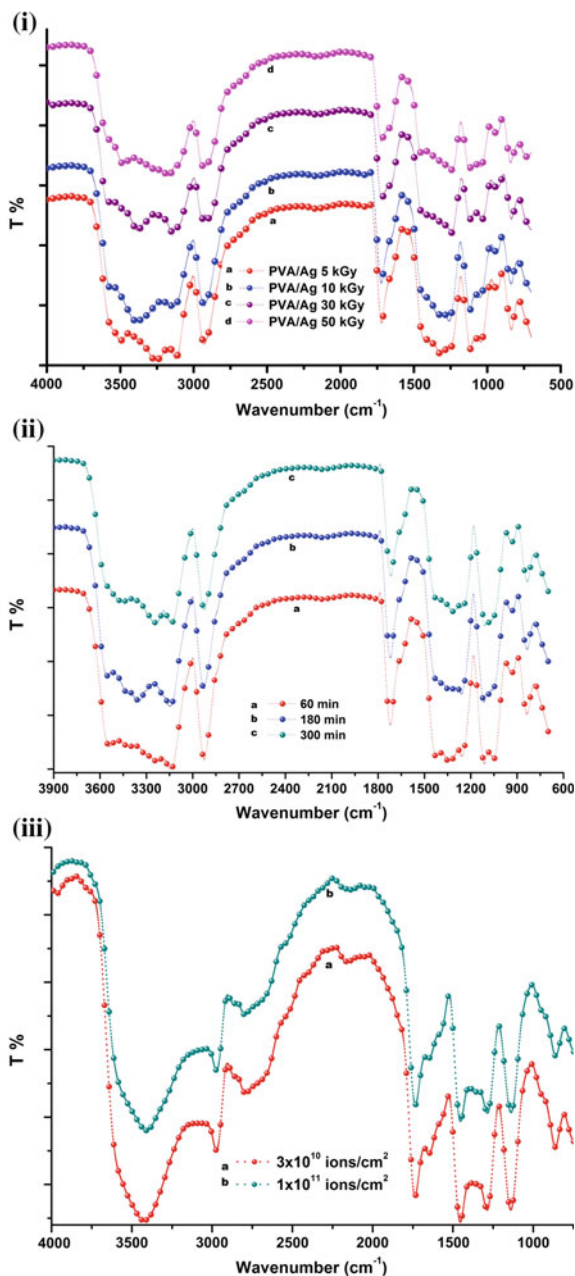 (i)
T %
d
c
b
a
a PVA/Ag 5 kGy
b PVA/Ag 10 kGy
c PVA/Ag 30 kGy
d PVA/Ag 50 kGy
4000 3500 3000 2500 2000 1500 1000 500
Wavenumber (cm⁻¹)
(ii)
T %
c
b
a
a 60 min
b 180 min
c 300 min
3900 3600 3300 3000 2700 2400 2100 1800 1500 1200 900 600
Wavenumber (cm⁻¹)
(iii)
T %
b
a
a 3x10¹⁰ ions/cm²
b 1x10¹¹ ions/cm²
4000 3500 3000 2500 2000 1500 1000
Wavenumber (cm⁻¹)